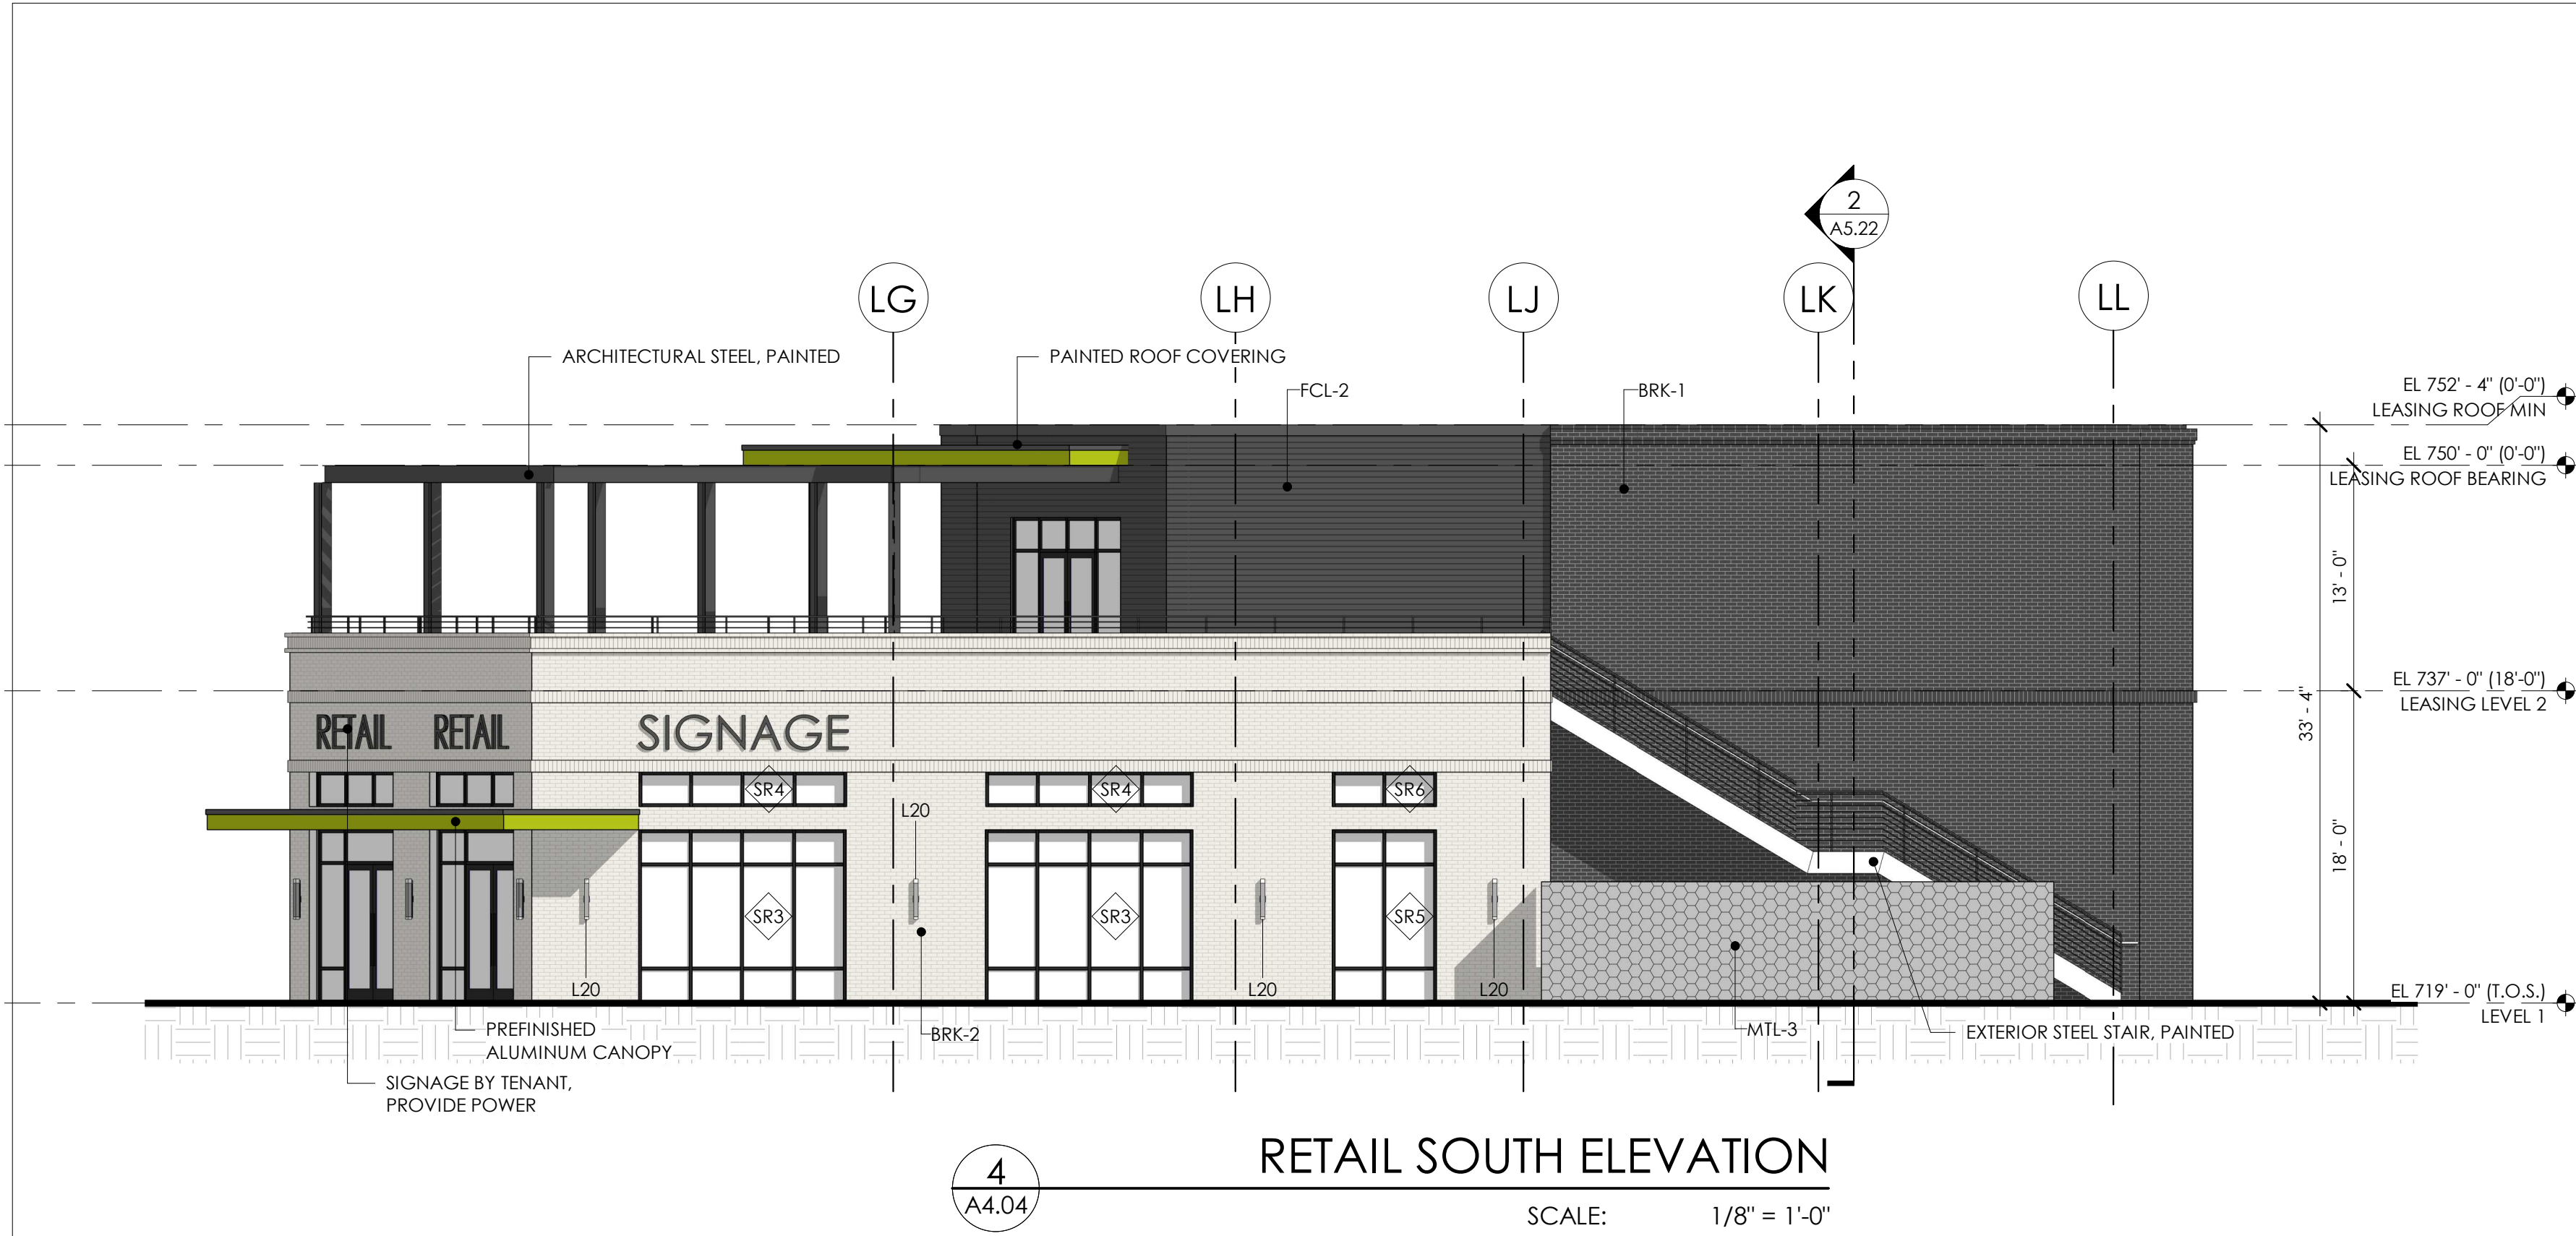 2
A5.22
LG
LH
LJ
LK
LL
ARCHITECTURAL STEEL, PAINTED
PAINTED ROOF COVERING
FCL-2
BRK-1
EL 752' - 4" (0'-0")
LEASING ROOF MIN
EL 750' - 0" (0'-0")
LEASING ROOF BEARING
13' - 0"
EL 737' - 0" (18'-0")
LEASING LEVEL 2
33' - 4"
RETAIL
RETAIL
SIGNAGE
SR4
SR4
SR6
L20
18' - 0"
SR3
SR3
SR5
L20
L20
L20
EL 719' - 0" (T.O.S.)
LEVEL 1
PREFINISHED
ALUMINUM CANOPY
BRK-2
MTL-3
EXTERIOR STEEL STAIR, PAINTED
SIGNAGE BY TENANT,
PROVIDE POWER
4
A4.04
RETAIL SOUTH ELEVATION
SCALE: 1/8" = 1'-0"